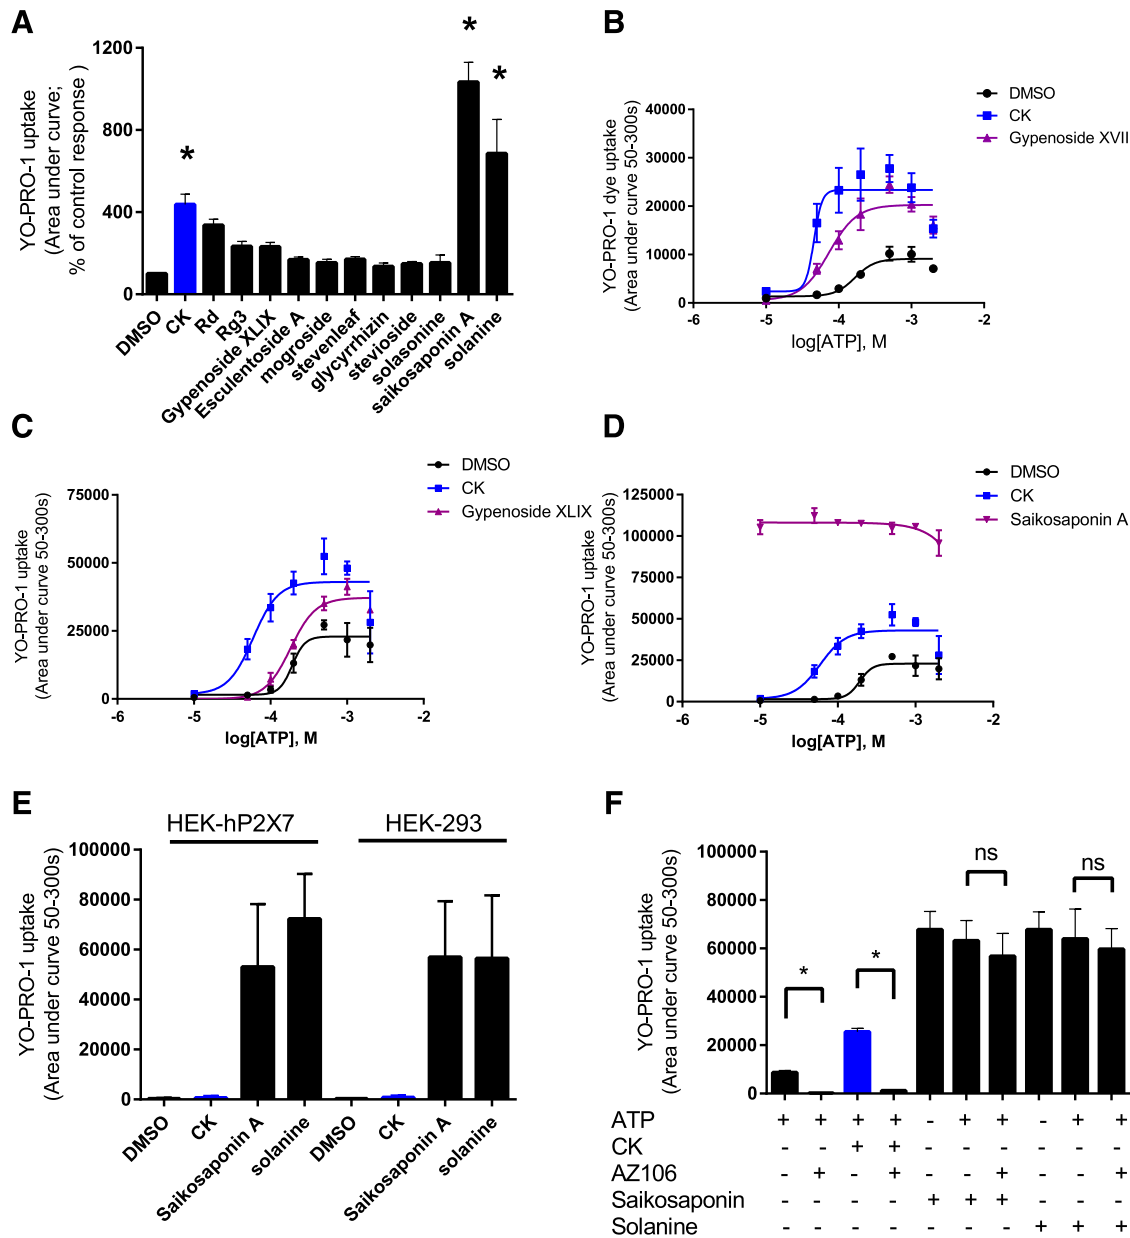 A
YO-PRO-1 uptake
(Area under curve;
% of control response )
1200
800
400
0
*
*
*
DMSO
CK
Rd
Rg3
Gypenoside XLIX
Esculentoside A
mogroside
stevenleaf
glycyrrhizin
stevioside
solasonine
saikosaponin A
solanine
B
DMSO
CK
Gypenoside XVII
YO-PRO-1 dye uptake
(Area under curve 50-300s)
40000
30000
20000
10000
0
-6 -5 -4 -3 -2
log[ATP], M
C
DMSO
CK
Gypenoside XLIX
YO-PRO-1 uptake
(Area under curve 50-300s)
75000
50000
25000
0
-6 -5 -4 -3 -2
log[ATP], M
D
DMSO
CK
Saikosaponin A
YO-PRO-1 uptake
(Area under curve 50-300s)
125000
100000
75000
50000
25000
0
-6 -5 -4 -3 -2
log[ATP], M
E
HEK-hP2X7 HEK-293
YO-PRO-1 uptake
(Area under curve 50-300s)
100000
80000
60000
40000
20000
0
DMSO
CK
Saikosaponin A
solanine
DMSO
CK
Saikosaponin A
solanine
F
YO-PRO-1 uptake
(Area under curve 50-300s)
100000
80000
60000
40000
20000
0
*
*
ns
ns
ATP + + + + - + + - + +
CK - - + + - - - - - -
AZ106 - + - + - - + - - +
Saikosaponin - - - - + + + - - -
Solanine - - - - - - - + + +